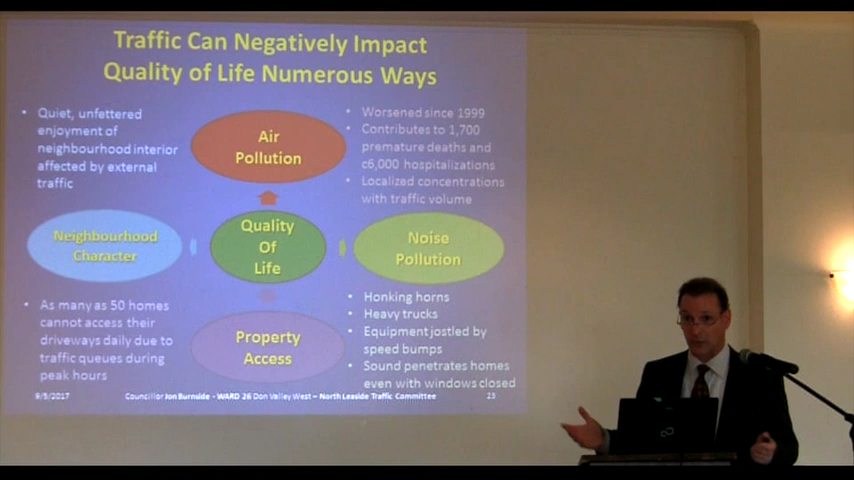 Traffic Can Negatively Impact
Quality of Life Numerous Ways
• Quiet, unfettered
enjoyment of
neighbourhood interior
affected by external
traffic
Air
Pollution
• Worsened since 1999
• Contributes to 1,700
premature deaths and
c6,000 hospitalizations
• Localized concentrations
with traffic volume
Neighbourhood
Character
Quality
Of
Life
Noise
Pollution
• As many as 50 homes
cannot access their
driveways daily due to
traffic queues during
peak hours
Property
Access
• Honking horns
• Heavy trucks
• Equipment jostled by
speed bumps
• Sound penetrates homes
even with windows closed
9/5/2017
Councillor Jon Burnside - WARD 26 Don Valley West – North Leaside Traffic Committee
23